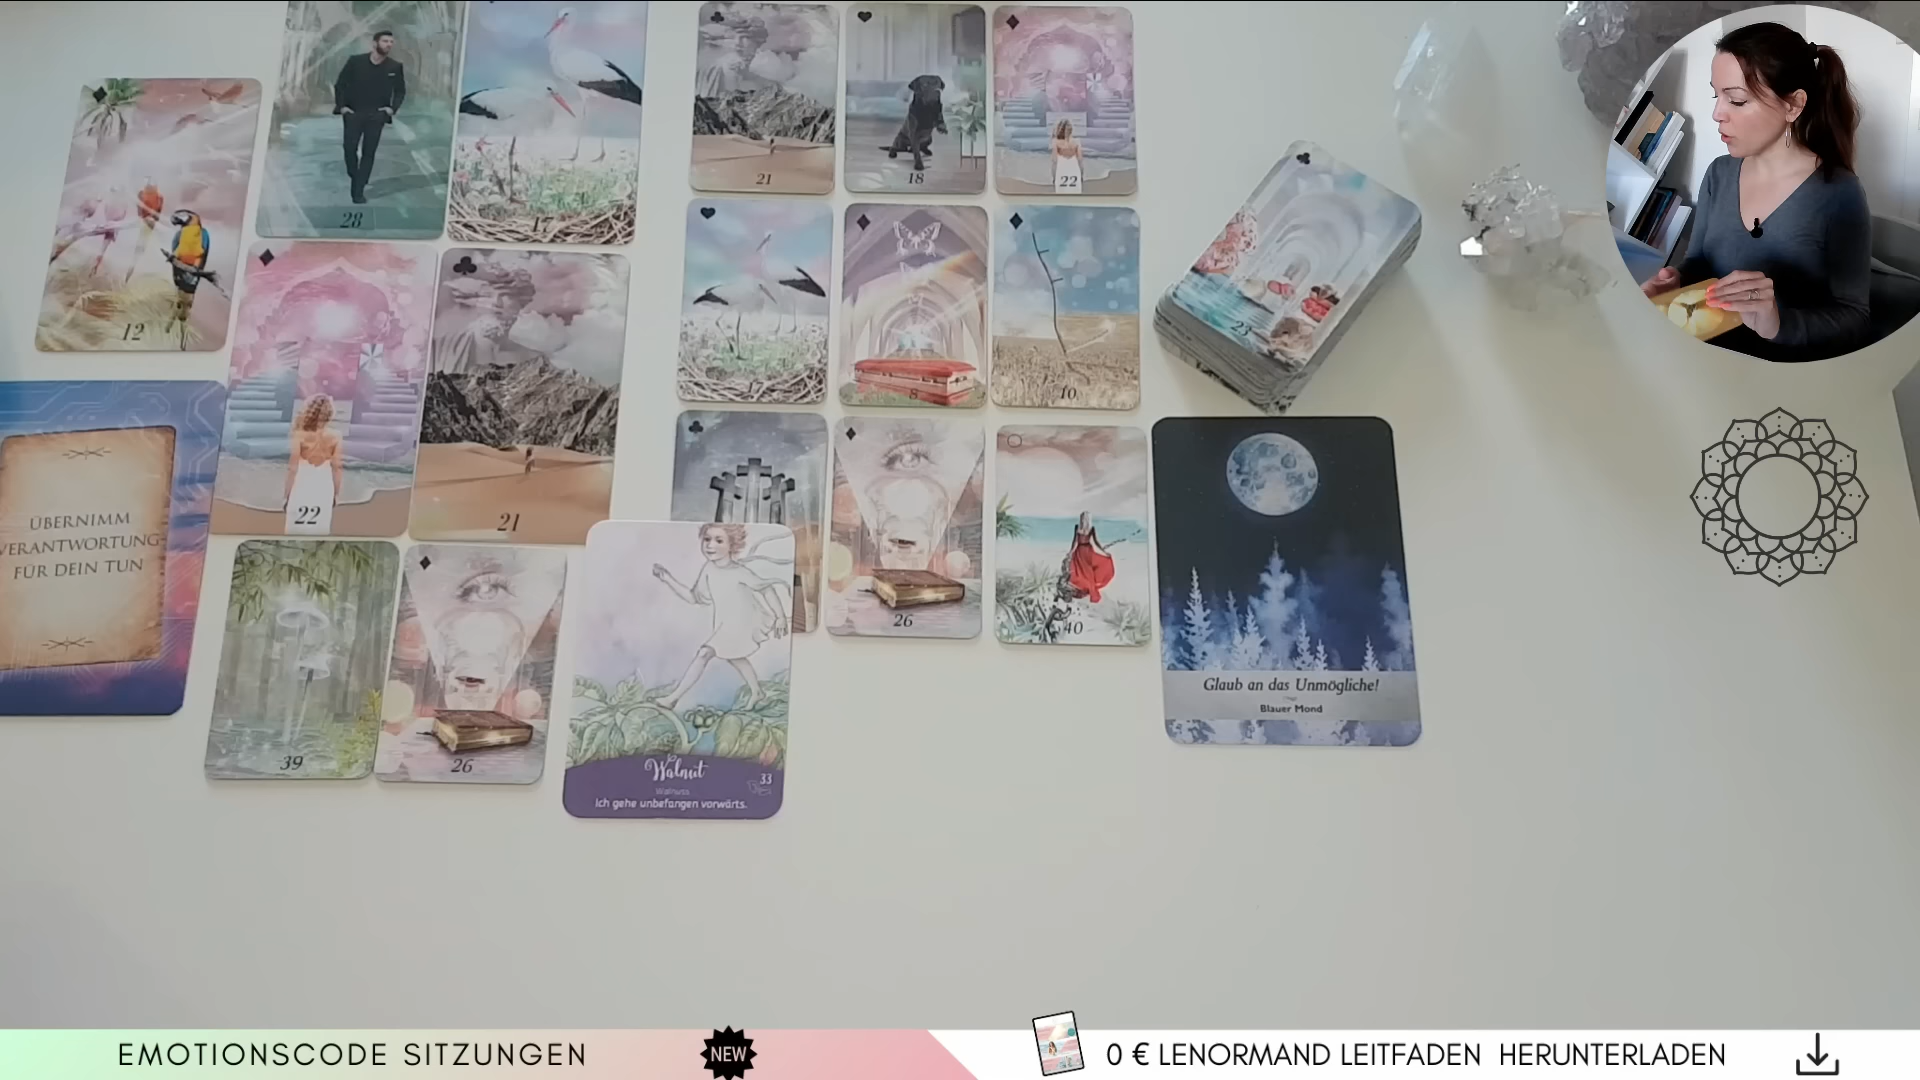 28
17
21
18
22
12
17
8
10
23
22
21
ÜBERNIMM
VERANTWORTUNG
FÜR DEIN TUN
39
26
26
40
Walnut
Walnuss
33
Ich gehe unbefangen vorwärts.
Glaub an das Unmögliche!
Blauer Mond
EMOTIONSCODE SITZUNGEN
NEW
0 € LENORMAND LEITFADEN HERUNTERLADEN